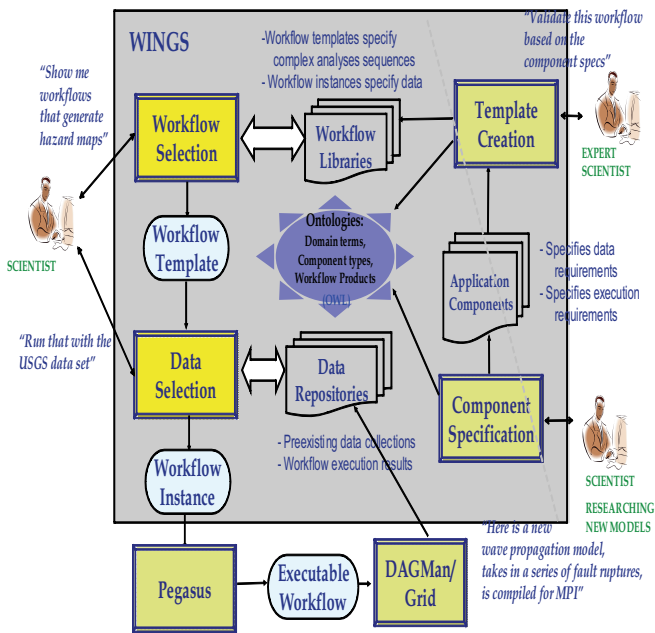 WINGS
-Workflow templates specify
complex analyses sequences
- Workflow instances specify data
“Validate this workflow
based on the
component specs”
“Show me
workflows
that generate
hazard maps”
Workflow
Selection
Workflow
Libraries
Template
Creation
EXPERT
SCIENTIST
SCIENTIST
Workflow
Template
Ontologies:
Domain terms,
Component types,
Workflow Products
(OWL)
Application
Components
- Specifies data
requirements
- Specifies execution
requirements
“Run that with the
USGS data set”
Data
Selection
Data
Repositories
Component
Specification
- Preexisting data collections
- Workflow execution results
SCIENTIST
RESEARCHING
NEW MODELS
Workflow
Instance
“Here is a new
wave propagation model,
takes in a series of fault ruptures,
is compiled for MPI”
Pegasus
Executable
Workflow
DAGMan/
Grid